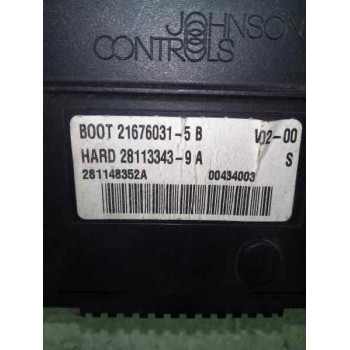 JOHNSON
CONTROLS
BOOT 21676031-5 B V02-00
HARD 28113343-9 A S
281148352A 00434003